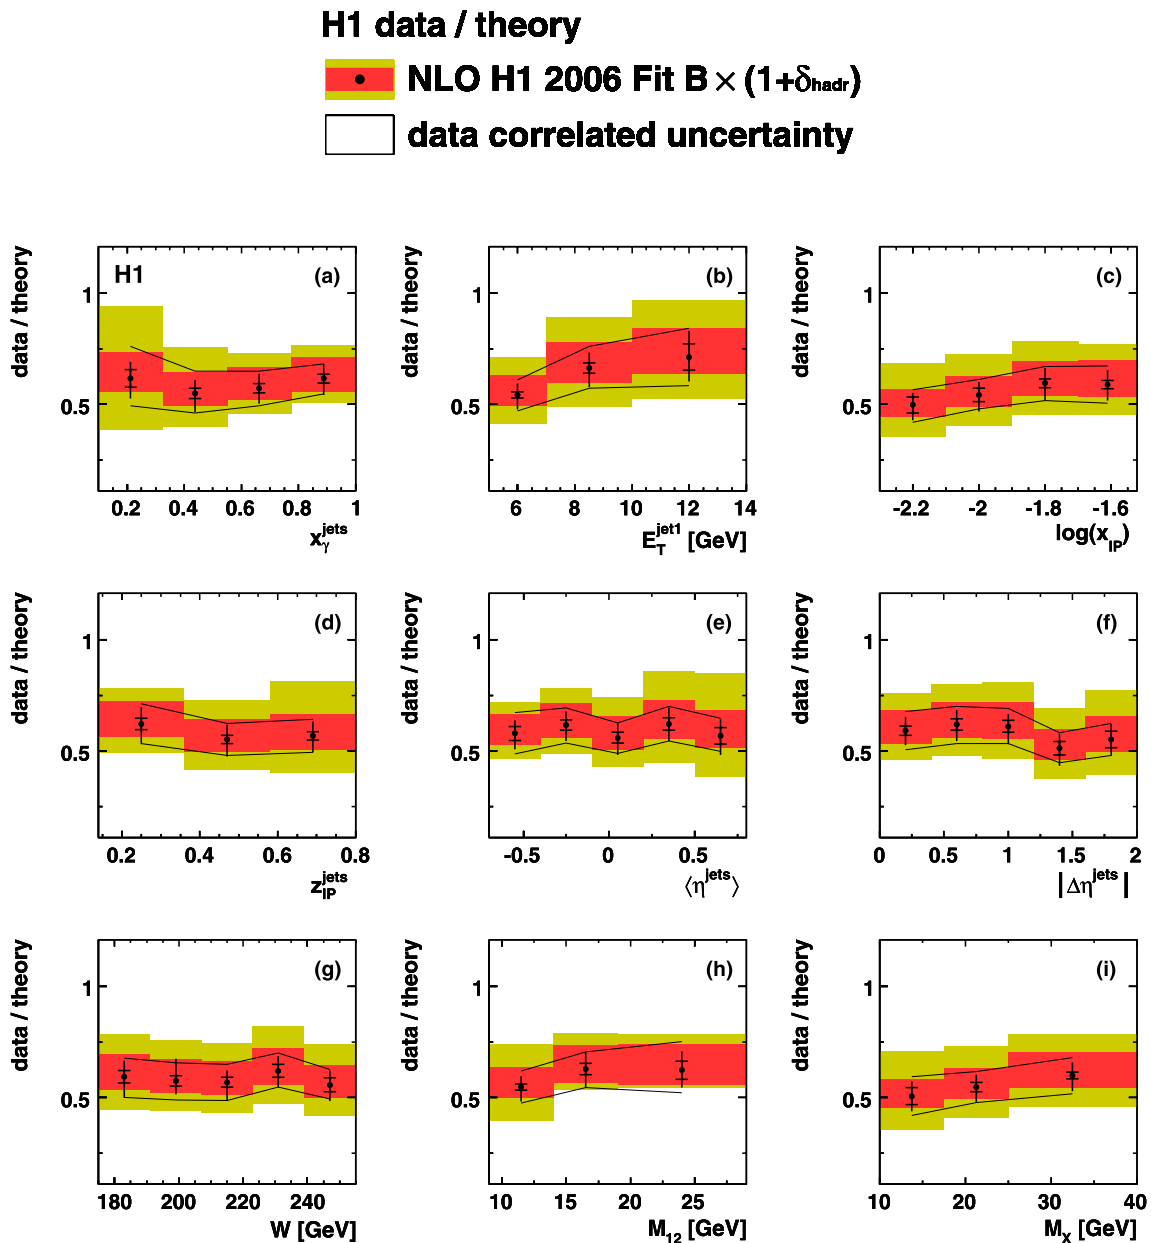 H1 data / theory
NLO H1 2006 Fit B × (1+δhadr)
data correlated uncertainty
data / theory
H1
(a)
1
0.5
0.2 0.4 0.6 0.8 1
xγ^jets
data / theory
(b)
1
0.5
6 8 10 12 14
E_T^jet1 [GeV]
data / theory
(c)
1
0.5
-2.2 -2 -1.8 -1.6
log(x_IP)
data / theory
(d)
1
0.5
0.2 0.4 0.6 0.8
z_IP^jets
data / theory
(e)
1
0.5
-0.5 0 0.5
⟨η^jets⟩
data / theory
(f)
1
0.5
0 0.5 1 1.5 2
|Δη^jets|
data / theory
(g)
1
0.5
180 200 220 240
W [GeV]
data / theory
(h)
1
0.5
10 15 20 25
M_12 [GeV]
data / theory
(i)
1
0.5
10 20 30 40
M_X [GeV]